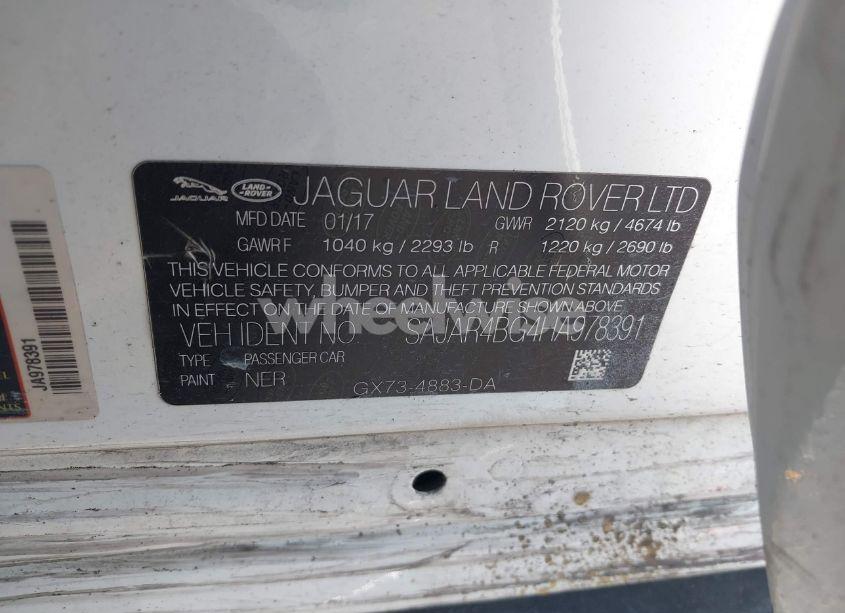 JAGUAR
LAND ROVER
JAGUAR LAND ROVER LTD
MFD DATE 01/17 GVWR 2120 kg / 4674 lb
GAWR F 1040 kg / 2293 lb R 1220 kg / 2690 lb
THIS VEHICLE CONFORMS TO ALL APPLICABLE FEDERAL MOTOR
VEHICLE SAFETY, BUMPER AND THEFT PREVENTION STANDARDS
IN EFFECT ON THE DATE OF MANUFACTURE SHOWN ABOVE
VEH IDENT NO.
TYPE PASSENGER CAR
PAINT NER
GX73-4883-DA
JA978391